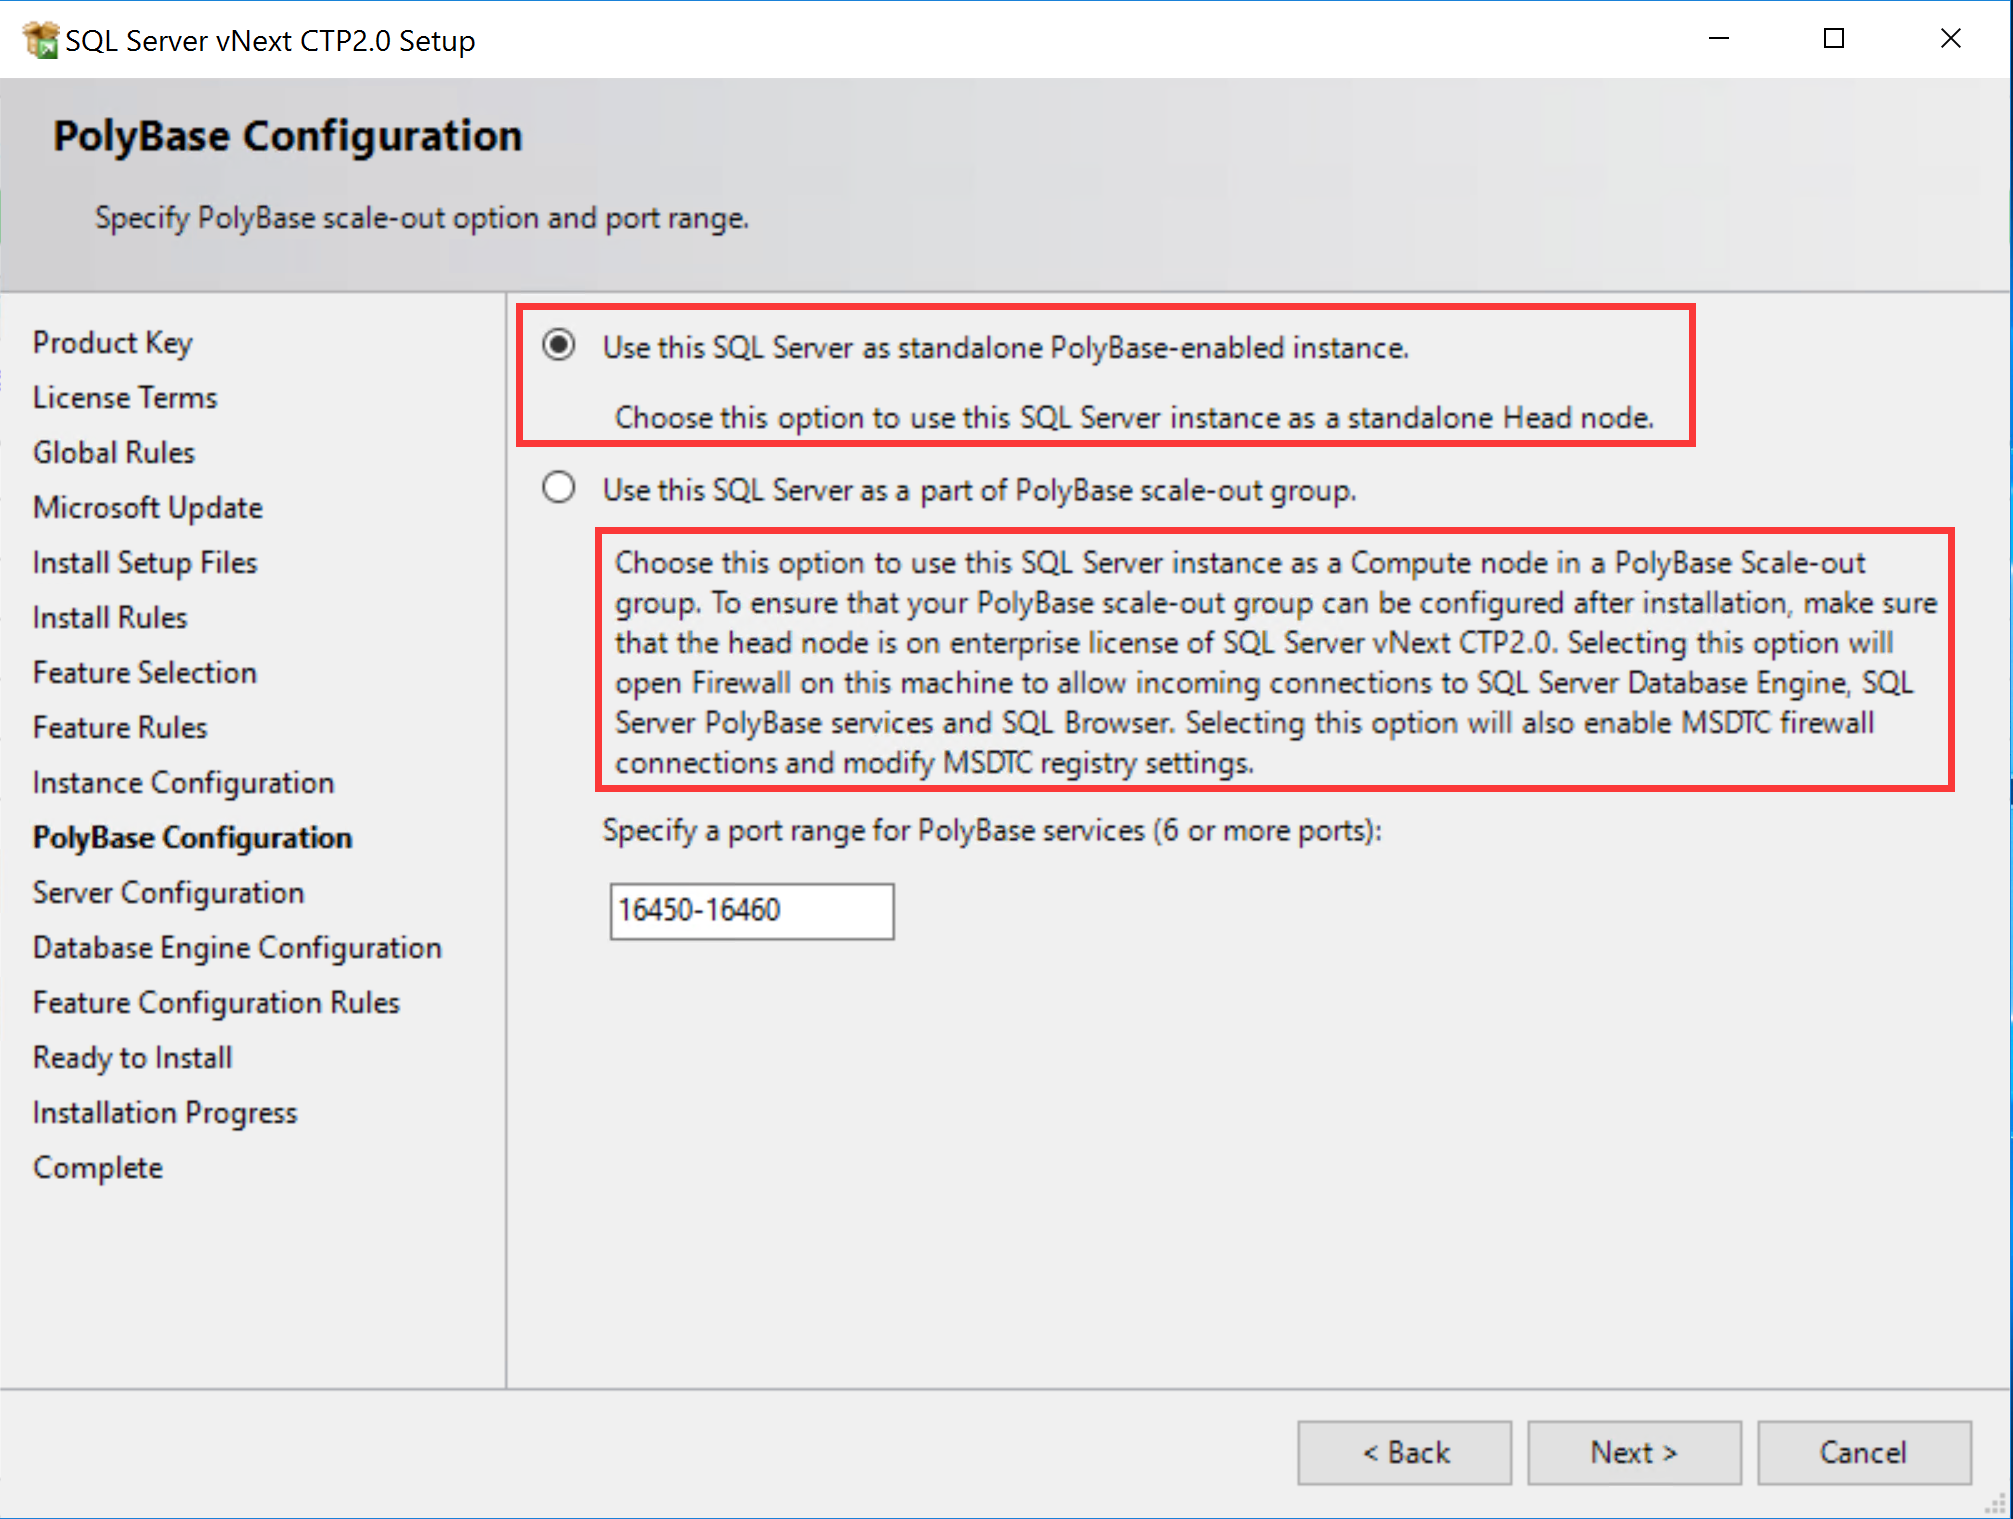 SQL Server vNext CTP2.0 Setup
PolyBase Configuration
Specify PolyBase scale-out option and port range.
Product Key
License Terms
Global Rules
Microsoft Update
Install Setup Files
Install Rules
Feature Selection
Feature Rules
Instance Configuration
PolyBase Configuration
Server Configuration
Database Engine Configuration
Feature Configuration Rules
Ready to Install
Installation Progress
Complete
Use this SQL Server as standalone PolyBase-enabled instance.
Choose this option to use this SQL Server instance as a standalone Head node.
Use this SQL Server as a part of PolyBase scale-out group.
Choose this option to use this SQL Server instance as a Compute node in a PolyBase Scale-out
group. To ensure that your PolyBase scale-out group can be configured after installation, make sure
that the head node is on enterprise license of SQL Server vNext CTP2.0. Selecting this option will
open Firewall on this machine to allow incoming connections to SQL Server Database Engine, SQL
Server PolyBase services and SQL Browser. Selecting this option will also enable MSDTC firewall
connections and modify MSDTC registry settings.
Specify a port range for PolyBase services (6 or more ports):
16450-16460
< Back
Next >
Cancel